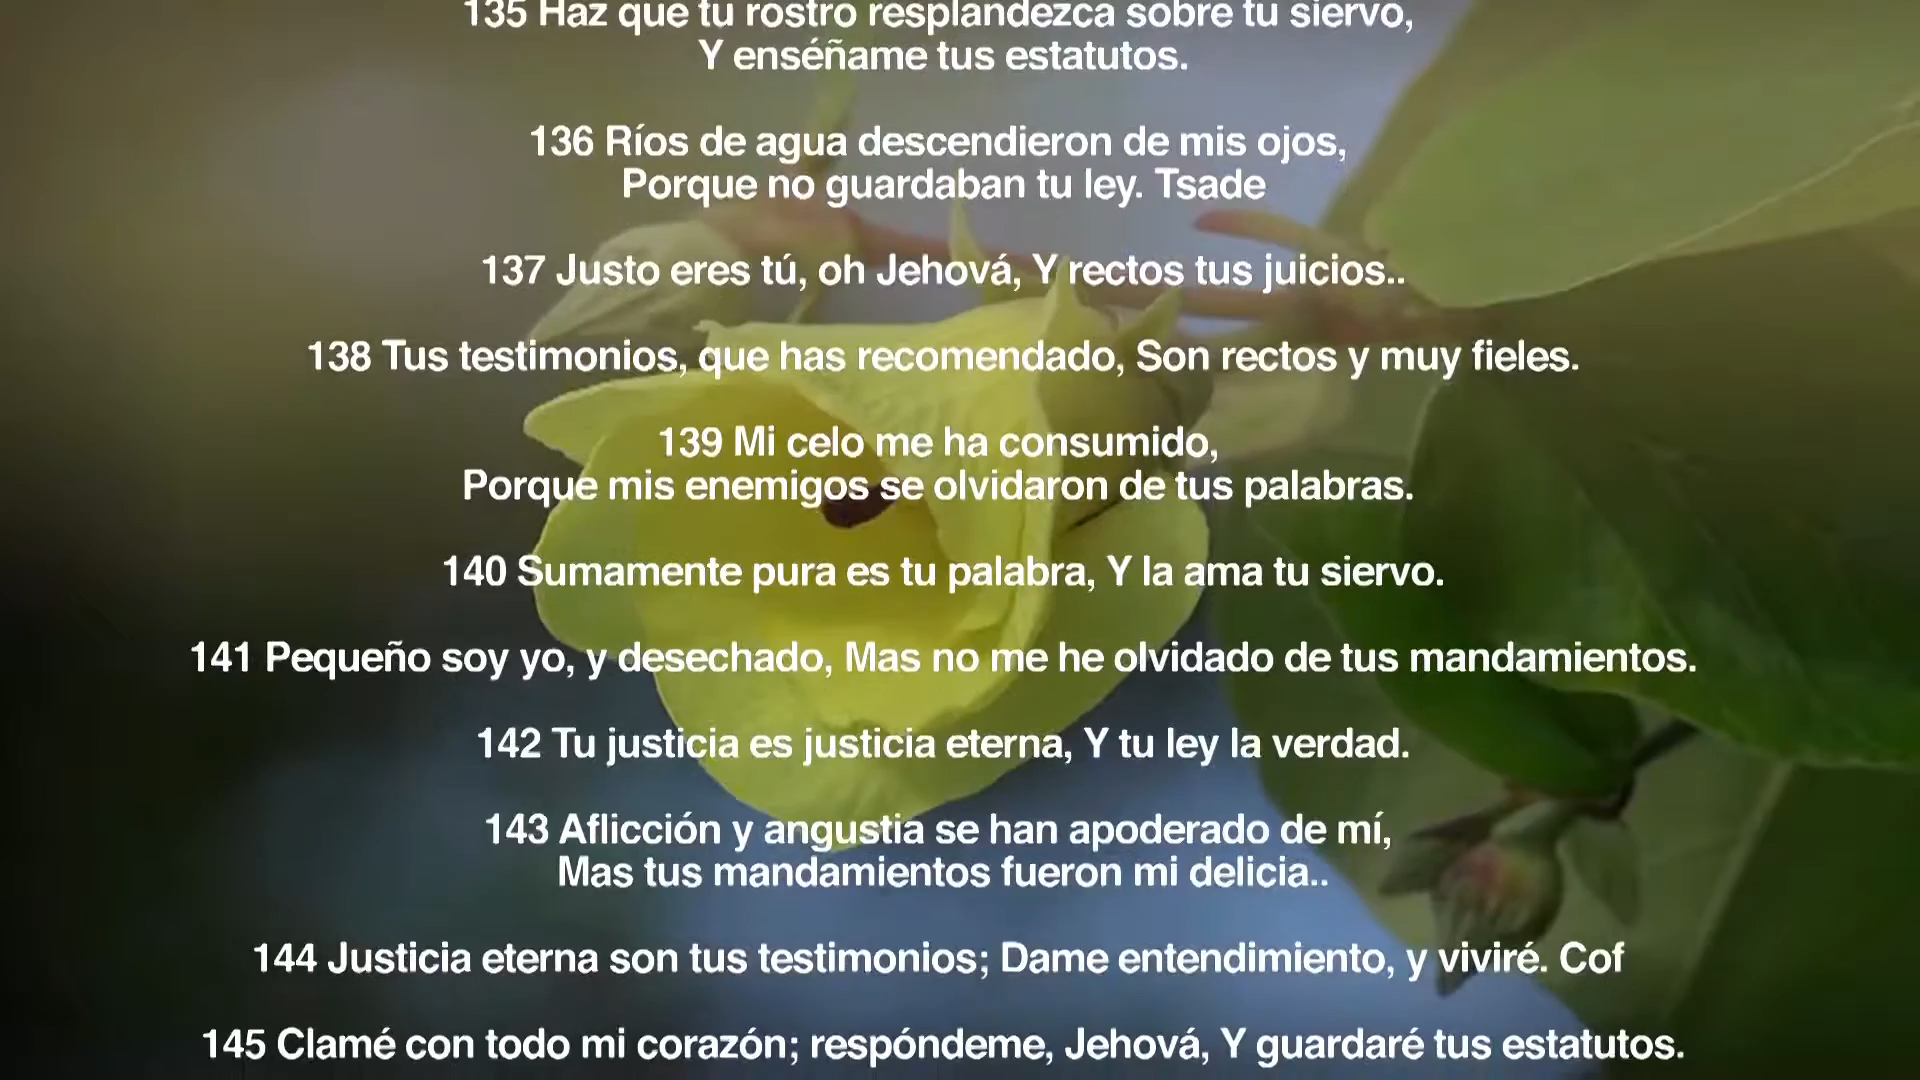 135 Haz que tu rostro resplandezca sobre tu siervo,
Y enséñame tus estatutos.
136 Ríos de agua descendieron de mis ojos,
Porque no guardaban tu ley. Tsade
137 Justo eres tú, oh Jehová, Y rectos tus juicios..
138 Tus testimonios, que has recomendado, Son rectos y muy fieles.
139 Mi celo me ha consumido,
Porque mis enemigos se olvidaron de tus palabras.
140 Sumamente pura es tu palabra, Y la ama tu siervo.
141 Pequeño soy yo, y desechado, Mas no me he olvidado de tus mandamientos.
142 Tu justicia es justicia eterna, Y tu ley la verdad.
143 Aflicción y angustia se han apoderado de mí,
Mas tus mandamientos fueron mi delicia..
144 Justicia eterna son tus testimonios; Dame entendimiento, y viviré. Cof
145 Clamé con todo mi corazón; respóndeme, Jehová, Y guardaré tus estatutos.